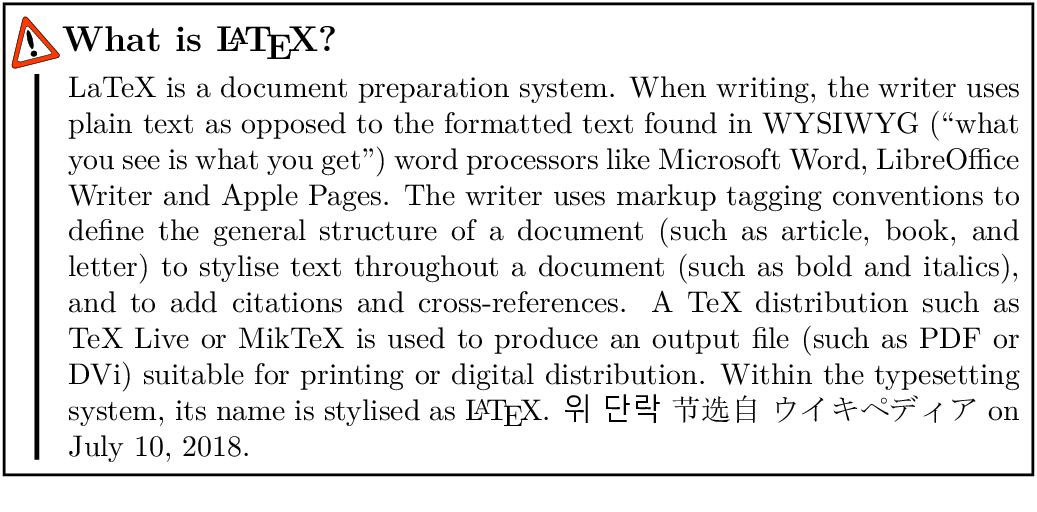 What is LATEX?
LaTeX is a document preparation system. When writing, the writer uses
plain text as opposed to the formatted text found in WYSIWYG (“what
you see is what you get”) word processors like Microsoft Word, LibreOffice
Writer and Apple Pages. The writer uses markup tagging conventions to
define the general structure of a document (such as article, book, and
letter) to stylise text throughout a document (such as bold and italics),
and to add citations and cross-references. A TeX distribution such as
TeX Live or MikTeX is used to produce an output file (such as PDF or
DVi) suitable for printing or digital distribution. Within the typesetting
system, its name is stylised as LATEX. 위 단락 节选自 ウイキペディア on
July 10, 2018.